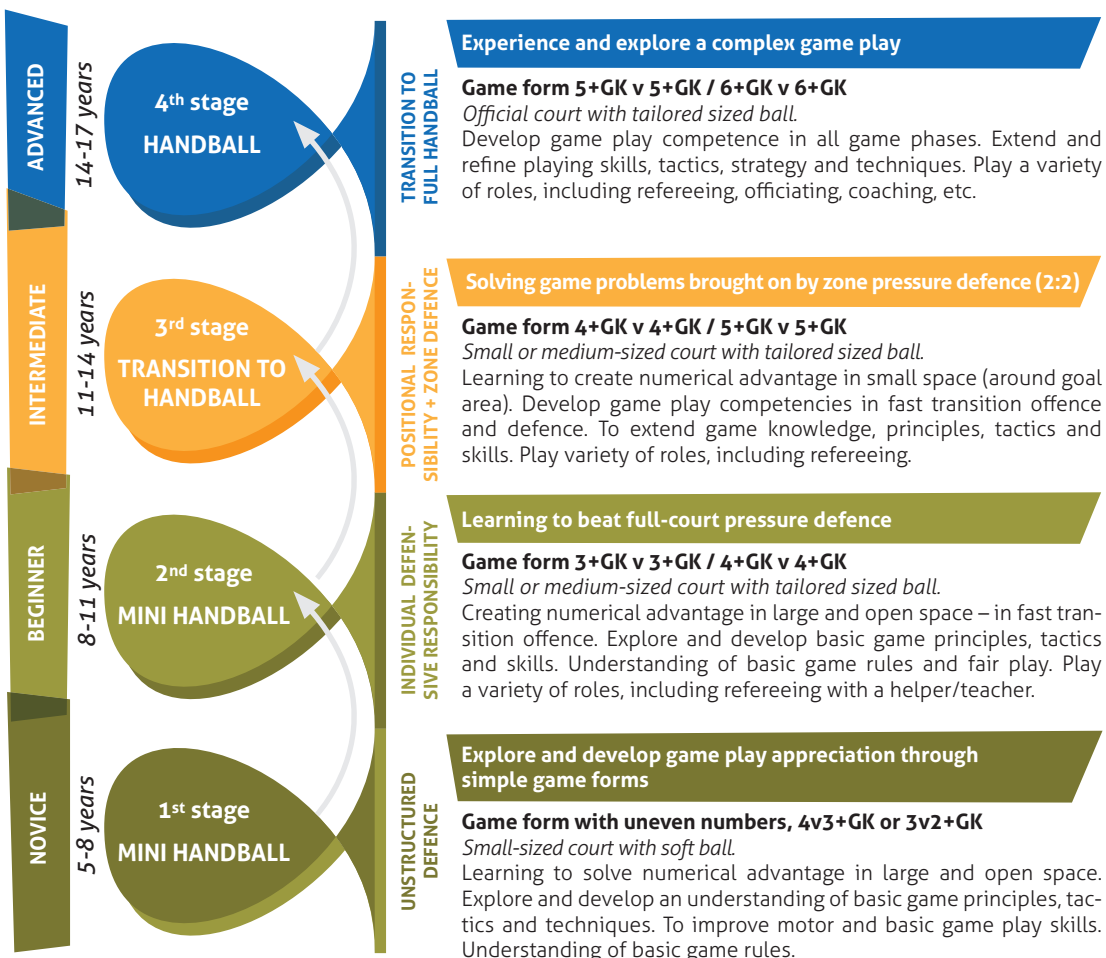 ADVANCED
14-17 years
4th stage
HANDBALL
TRANSITION TO
FULL HANDBALL
Experience and explore a complex game play
Game form 5+GK v 5+GK / 6+GK v 6+GK
Official court with tailored sized ball.
Develop game play competence in all game phases. Extend and
refine playing skills, tactics, strategy and techniques. Play a variety
of roles, including refereeing, officiating, coaching, etc.
INTERMEDIATE
11-14 years
3rd stage
TRANSITION TO
HANDBALL
POSITIONAL RESPON-
SIBILITY + ZONE DEFENCE
Solving game problems brought on by zone pressure defence (2:2)
Game form 4+GK v 4+GK / 5+GK v 5+GK
Small or medium-sized court with tailored sized ball.
Learning to create numerical advantage in small space (around goal
area). Develop game play competencies in fast transition offence
and defence. To extend game knowledge, principles, tactics and
skills. Play variety of roles, including refereeing.
BEGINNER
8-11 years
2nd stage
MINI HANDBALL
INDIVIDUAL DEFEN-
SIVE RESPONSIBILITY
Learning to beat full-court pressure defence
Game form 3+GK v 3+GK / 4+GK v 4+GK
Small or medium-sized court with tailored sized ball.
Creating numerical advantage in large and open space – in fast tran-
sition offence. Explore and develop basic game principles, tactics
and skills. Understanding of basic game rules and fair play. Play
a variety of roles, including refereeing with a helper/teacher.
NOVICE
5-8 years
1st stage
MINI HANDBALL
UNSTRUCTURED
DEFENCE
Explore and develop game play appreciation through
simple game forms
Game form with uneven numbers, 4v3+GK or 3v2+GK
Small-sized court with soft ball.
Learning to solve numerical advantage in large and open space.
Explore and develop an understanding of basic game principles, tac-
tics and techniques. To improve motor and basic game play skills.
Understanding of basic game rules.